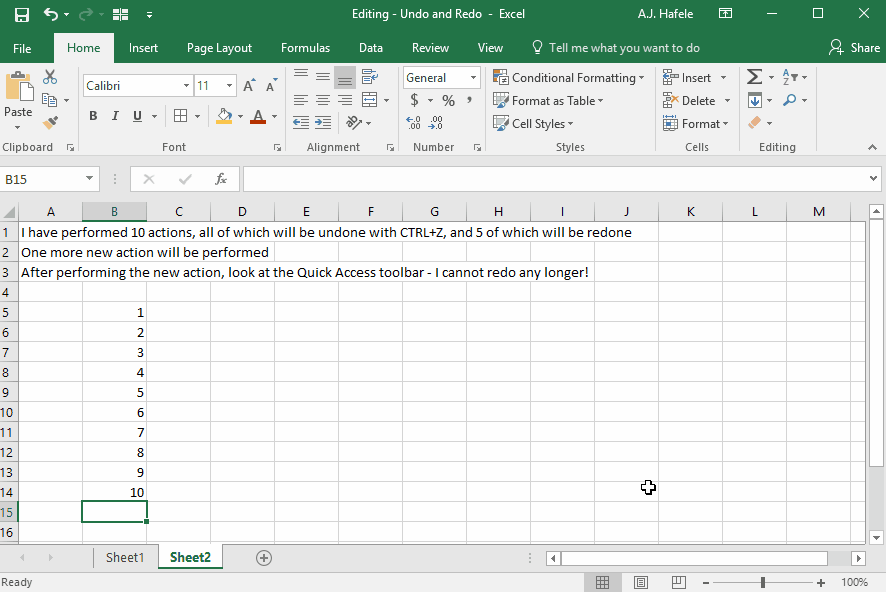 Editing - Undo and Redo - Excel
A.J. Hafele
File Home Insert Page Layout Formulas Data Review View Tell me what you want to do Share
Paste
Calibri 11 A A
B I U A
General
$ % ,
←.0 .00 .00 →.0
Conditional Formatting
Format as Table
Cell Styles
Insert
Delete
Format
Σ A Z
Clipboard Font Alignment Number Styles Cells Editing
B15 fx
A B C D E F G H I J K L M
1 I have performed 10 actions, all of which will be undone with CTRL+Z, and 5 of which will be redone
2 One more new action will be performed
3 After performing the new action, look at the Quick Access toolbar - I cannot redo any longer!
4
5 1
6 2
7 3
8 4
9 5
10 6
11 7
12 8
13 9
14 10
15
16
Sheet1 Sheet2
Ready 100%